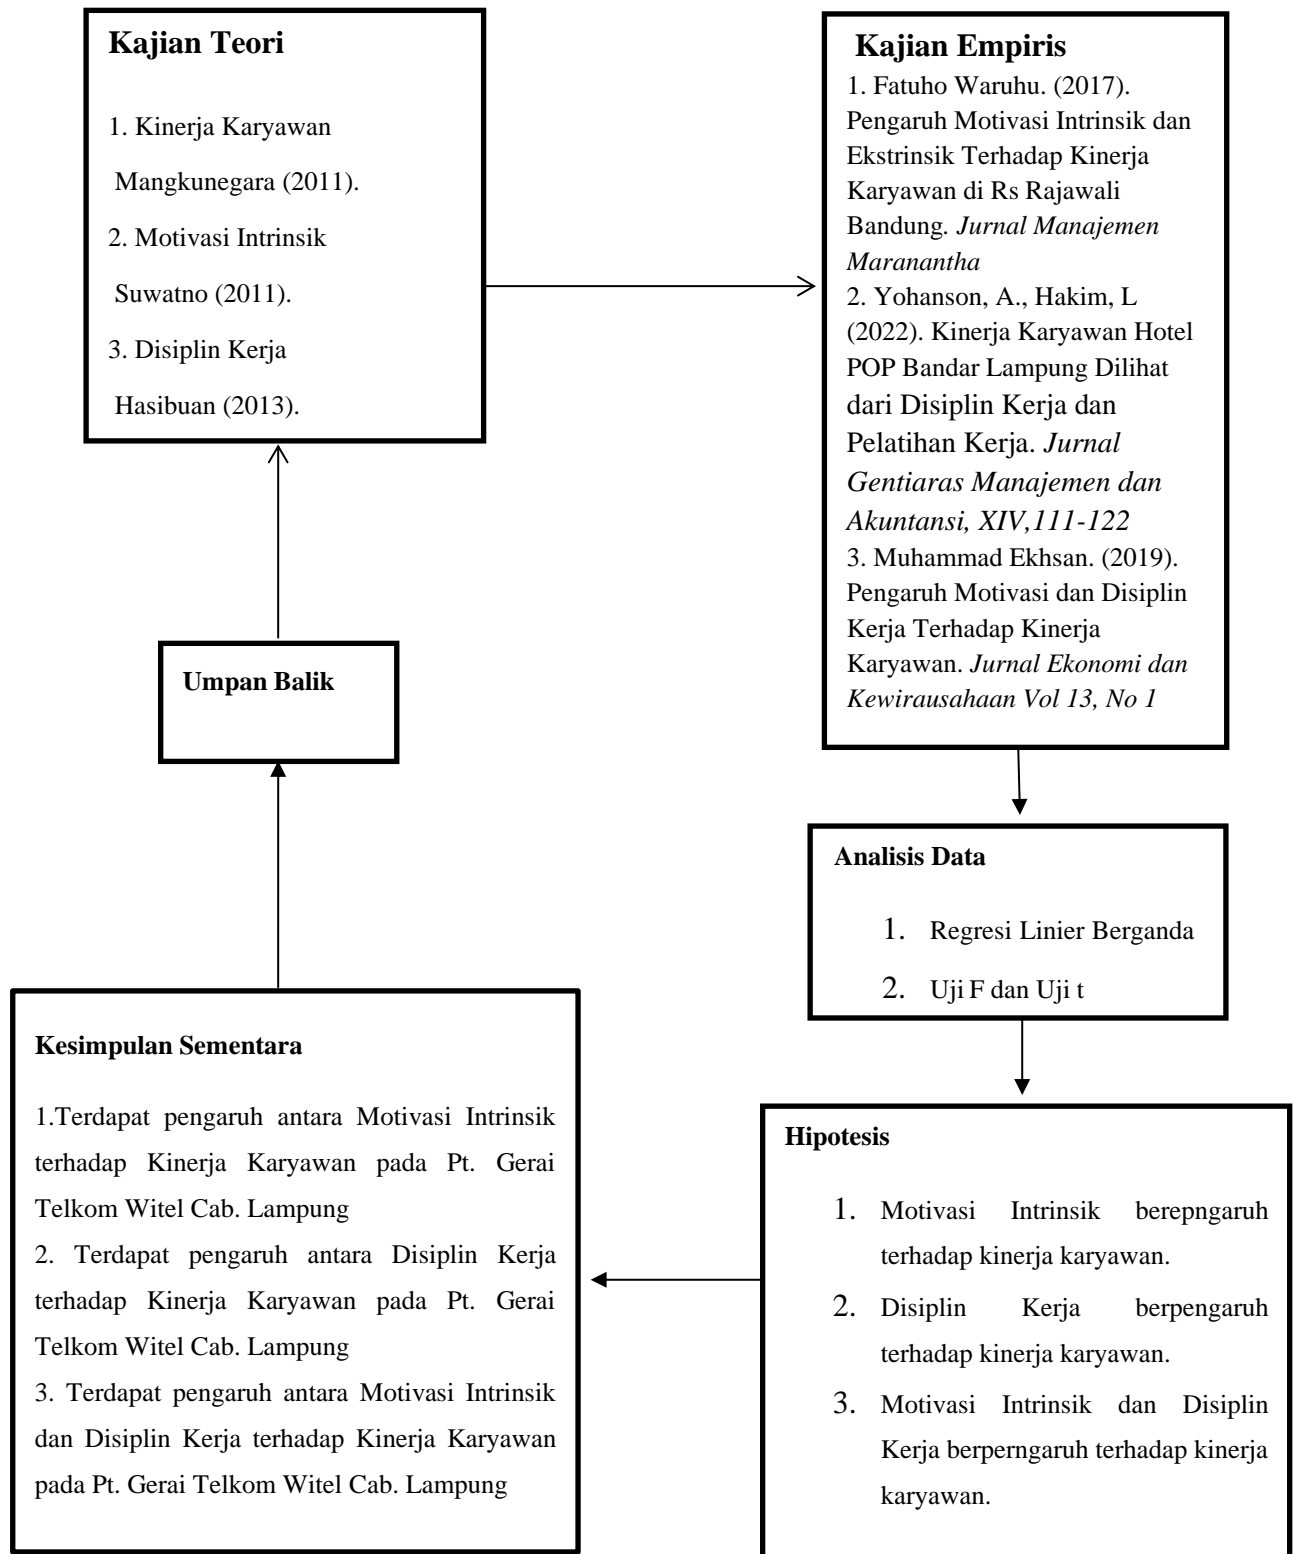 Kajian Teori
1. Kinerja Karyawan
Mangkunegara (2011).
2. Motivasi Intrinsik
Suwatno (2011).
3. Disiplin Kerja
Hasibuan (2013).
Kajian Empiris
1. Fatuho Waruhu. (2017).
Pengaruh Motivasi Intrinsik dan
Ekstrinsik Terhadap Kinerja
Karyawan di Rs Rajawali
Bandung. Jurnal Manajemen
Maranantha
2. Yohanson, A., Hakim, L
(2022). Kinerja Karyawan Hotel
POP Bandar Lampung Dilihat
dari Disiplin Kerja dan
Pelatihan Kerja. Jurnal
Gentiaras Manajemen dan
Akuntansi, XIV,111-122
3. Muhammad Ekhsan. (2019).
Pengaruh Motivasi dan Disiplin
Kerja Terhadap Kinerja
Karyawan. Jurnal Ekonomi dan
Kewirausahaan Vol 13, No 1
Umpan Balik
Analisis Data
1. Regresi Linier Berganda
2. Uji F dan Uji t
Kesimpulan Sementara
1.Terdapat pengaruh antara Motivasi Intrinsik
terhadap Kinerja Karyawan pada Pt. Gerai
Telkom Witel Cab. Lampung
2. Terdapat pengaruh antara Disiplin Kerja
terhadap Kinerja Karyawan pada Pt. Gerai
Telkom Witel Cab. Lampung
3. Terdapat pengaruh antara Motivasi Intrinsik
dan Disiplin Kerja terhadap Kinerja Karyawan
pada Pt. Gerai Telkom Witel Cab. Lampung
Hipotesis
1. Motivasi Intrinsik berepngaruh
terhadap kinerja karyawan.
2. Disiplin Kerja berpengaruh
terhadap kinerja karyawan.
3. Motivasi Intrinsik dan Disiplin
Kerja berperngaruh terhadap kinerja
karyawan.